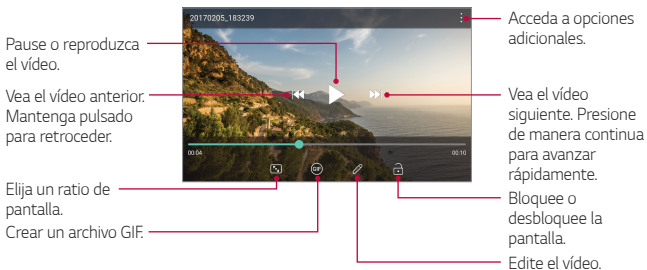 20170205_183239
Pause o reproduzca
el vídeo.
Vea el vídeo anterior.
Mantenga pulsado
para retroceder.
00:04
00:10
GIF
Elija un ratio de
pantalla.
Crear un archivo GIF.
Acceda a opciones
adicionales.
Vea el vídeo
siguiente. Presione
de manera continua
para avanzar
rápidamente.
Bloquee o
desbloquee la
pantalla.
Edite el vídeo.